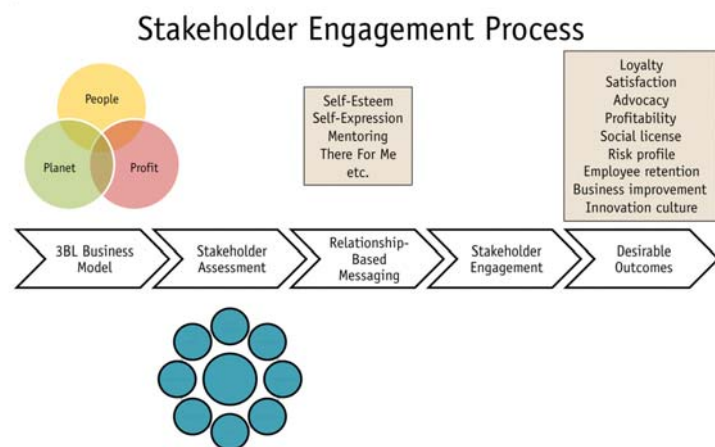 Stakeholder Engagement Process
People
Planet
Profit
Self-Esteem
Self-Expression
Mentoring
There For Me
etc.
Loyalty
Satisfaction
Advocacy
Profitability
Social license
Risk profile
Employee retention
Business improvement
Innovation culture
3BL Business
Model
Stakeholder
Assessment
Relationship-
Based
Messaging
Stakeholder
Engagement
Desirable
Outcomes